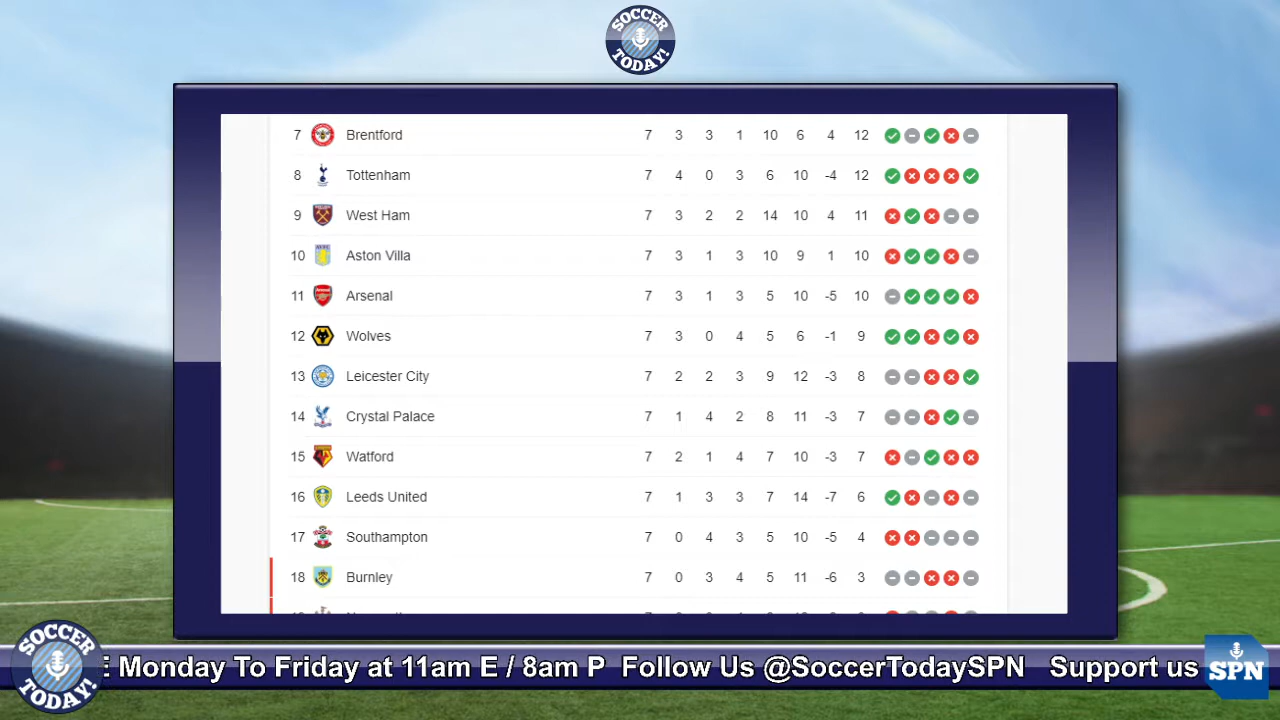 SOCCER
TODAY!
7 Brentford 7 3 3 1 10 6 4 12
8 Tottenham 7 4 0 3 6 10 -4 12
9 West Ham 7 3 2 2 14 10 4 11
10 Aston Villa 7 3 1 3 10 9 1 10
11 Arsenal 7 3 1 3 5 10 -5 10
12 Wolves 7 3 0 4 5 6 -1 9
13 Leicester City 7 2 2 3 9 12 -3 8
14 Crystal Palace 7 1 4 2 8 11 -3 7
15 Watford 7 2 1 4 7 10 -3 7
16 Leeds United 7 1 3 3 7 14 -7 6
17 Southampton 7 0 4 3 5 10 -5 4
18 Burnley 7 0 3 4 5 11 -6 3
SOCCER
TODAY!
E Monday To Friday at 11am E / 8am P Follow Us @SoccerTodaySPN Support us
SPN